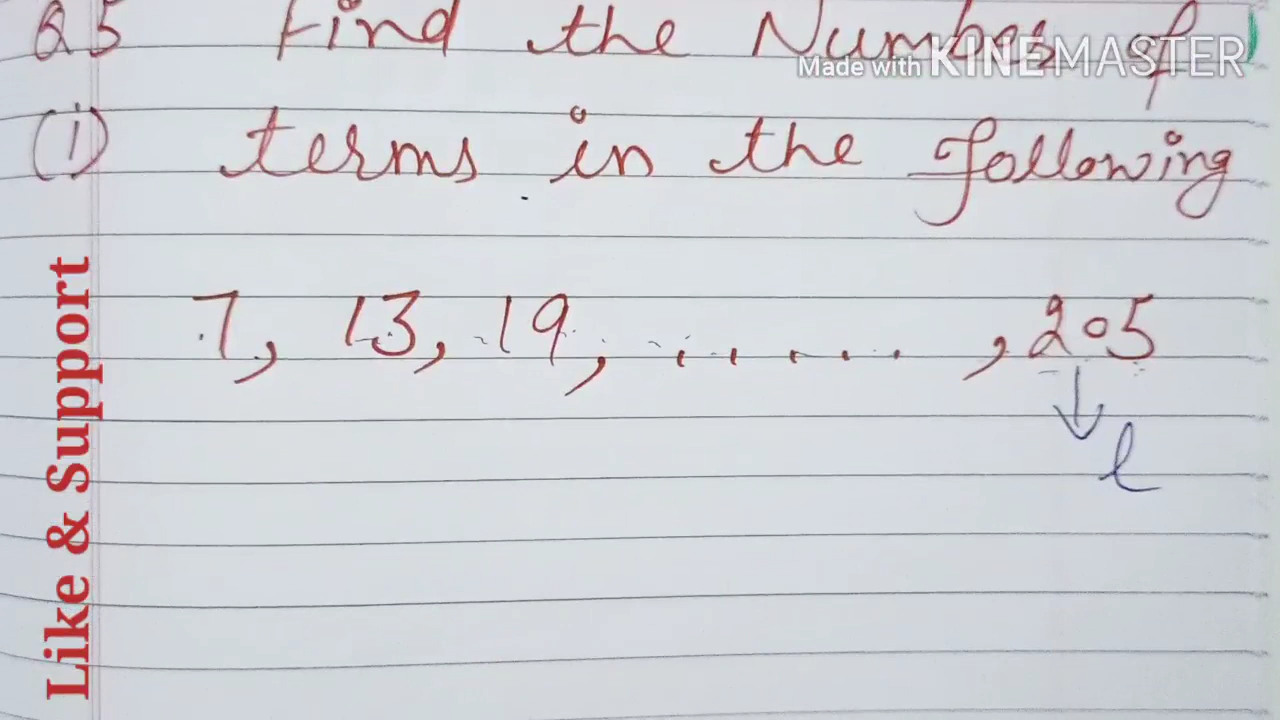 Q5 Find the Number of
Made with KINEMASTER
(i) terms in the following
7, 13, 19, ......, 205
l
Like & Support